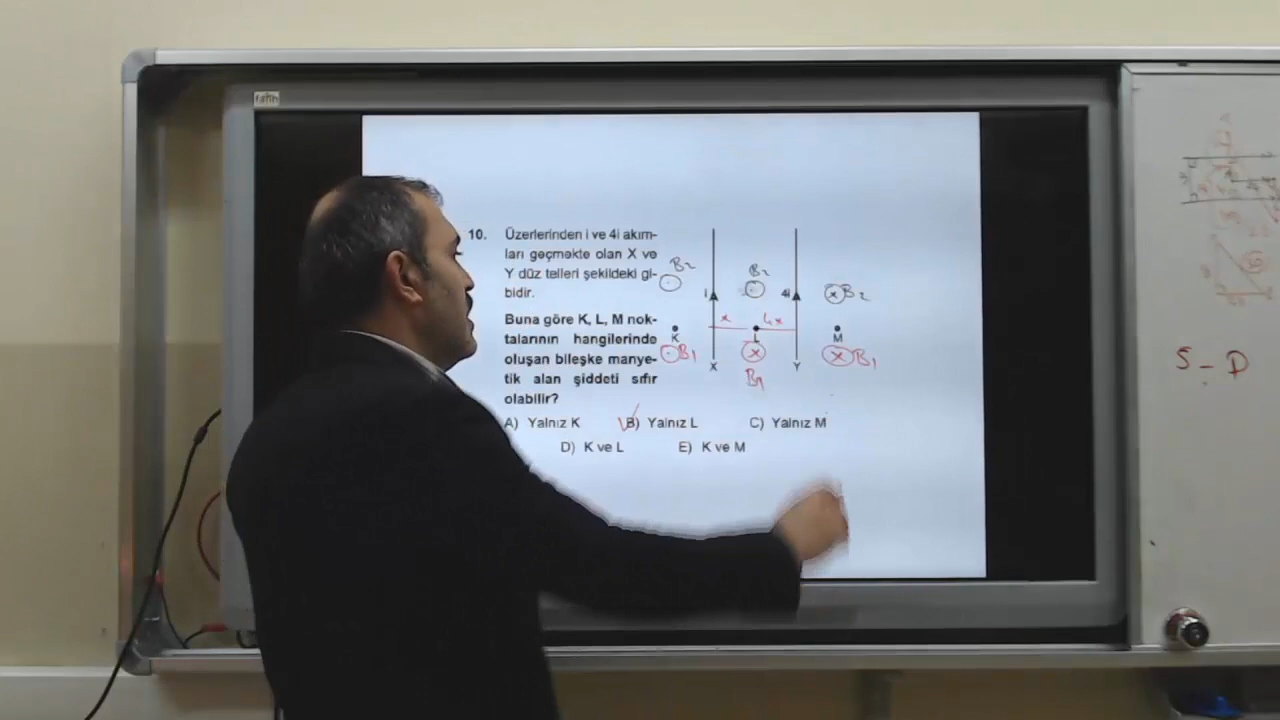 10. Üzerlerinden i ve 4i akım-
ları geçmekte olan X ve
Y düz telleri şekildeki gi-
bidir.
Buna göre K, L, M nok-
talarının hangilerinde
oluşan bileşke manye-
tik alan şiddeti sıfır
olabilir?
A) Yalnız K B) Yalnız L C) Yalnız M
D) K ve L E) K ve M
B2 B2 x B2
i 4i
x 4x
K L M
B1 x x B1
X Y
B1
S - D